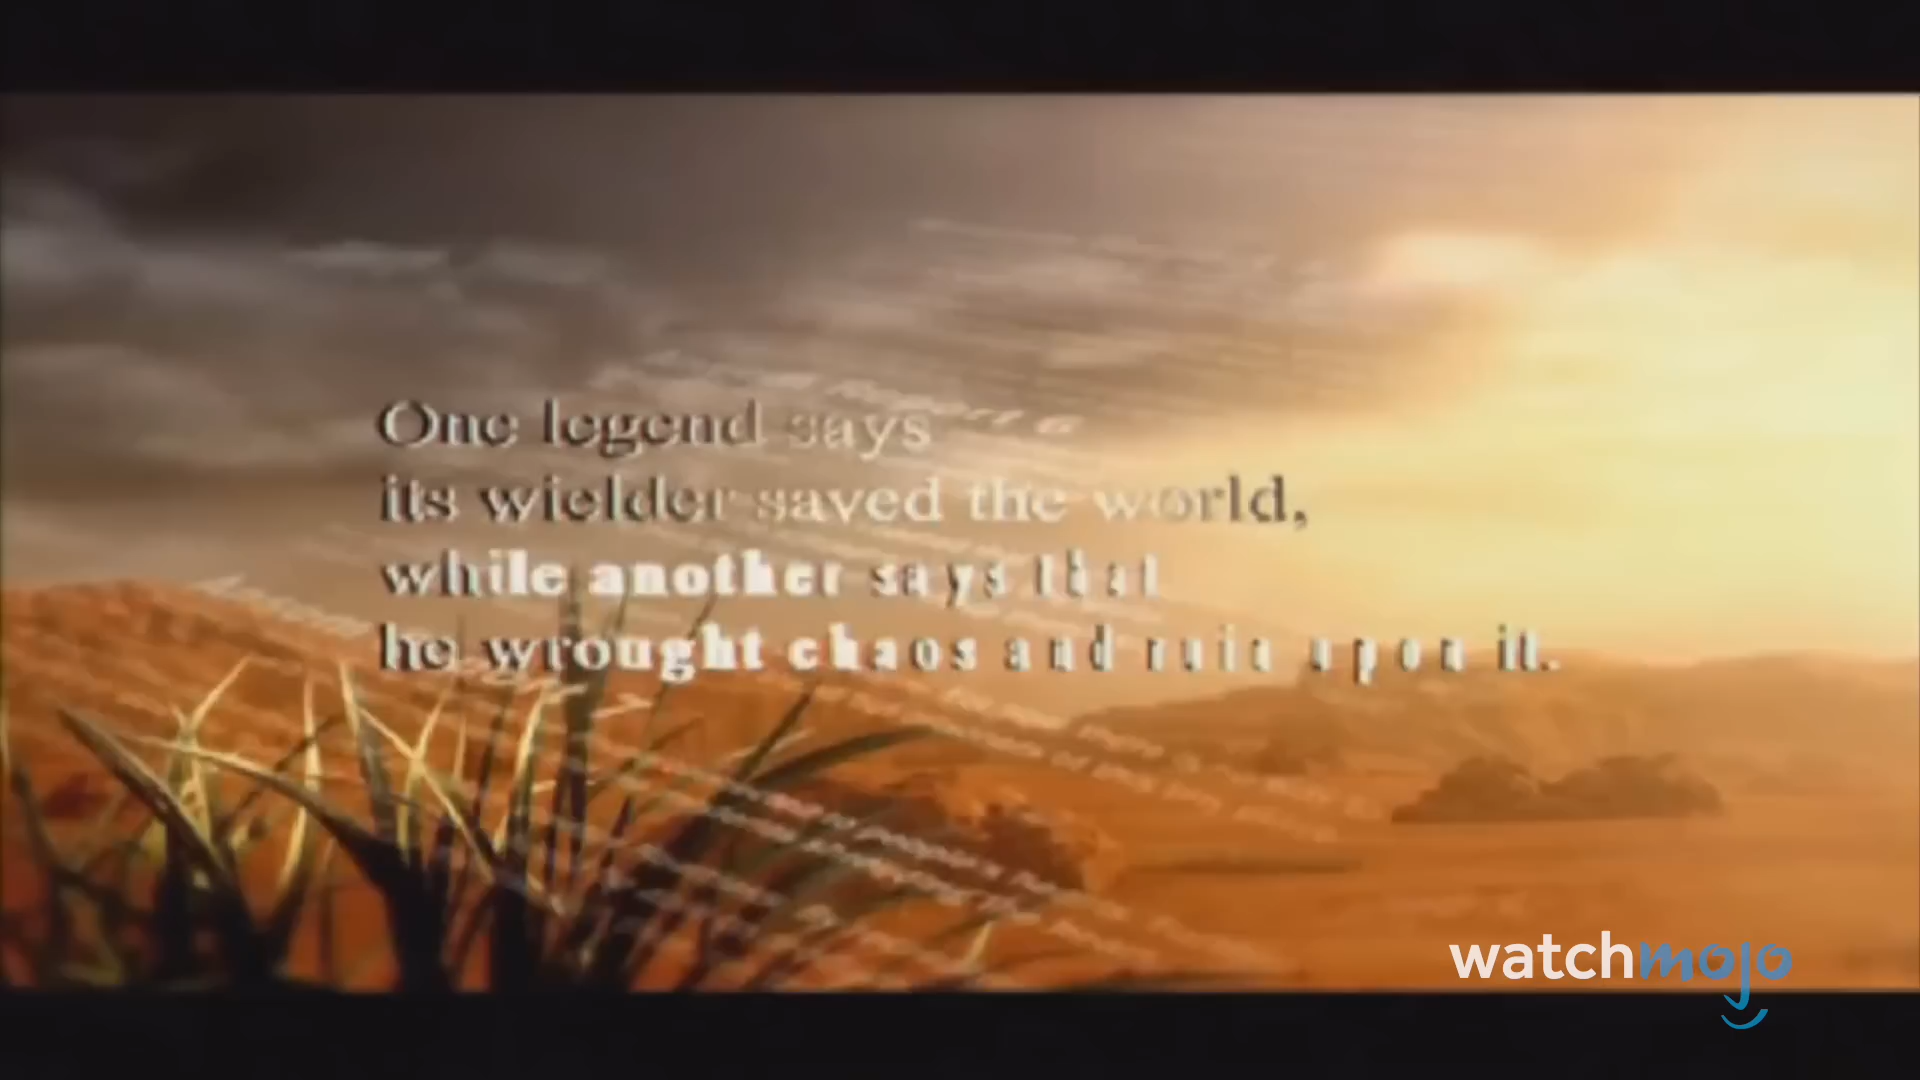 One legend says
its wielder saved the world,
while another says that
he wrought chaos and ruin upon it.
watchmojo